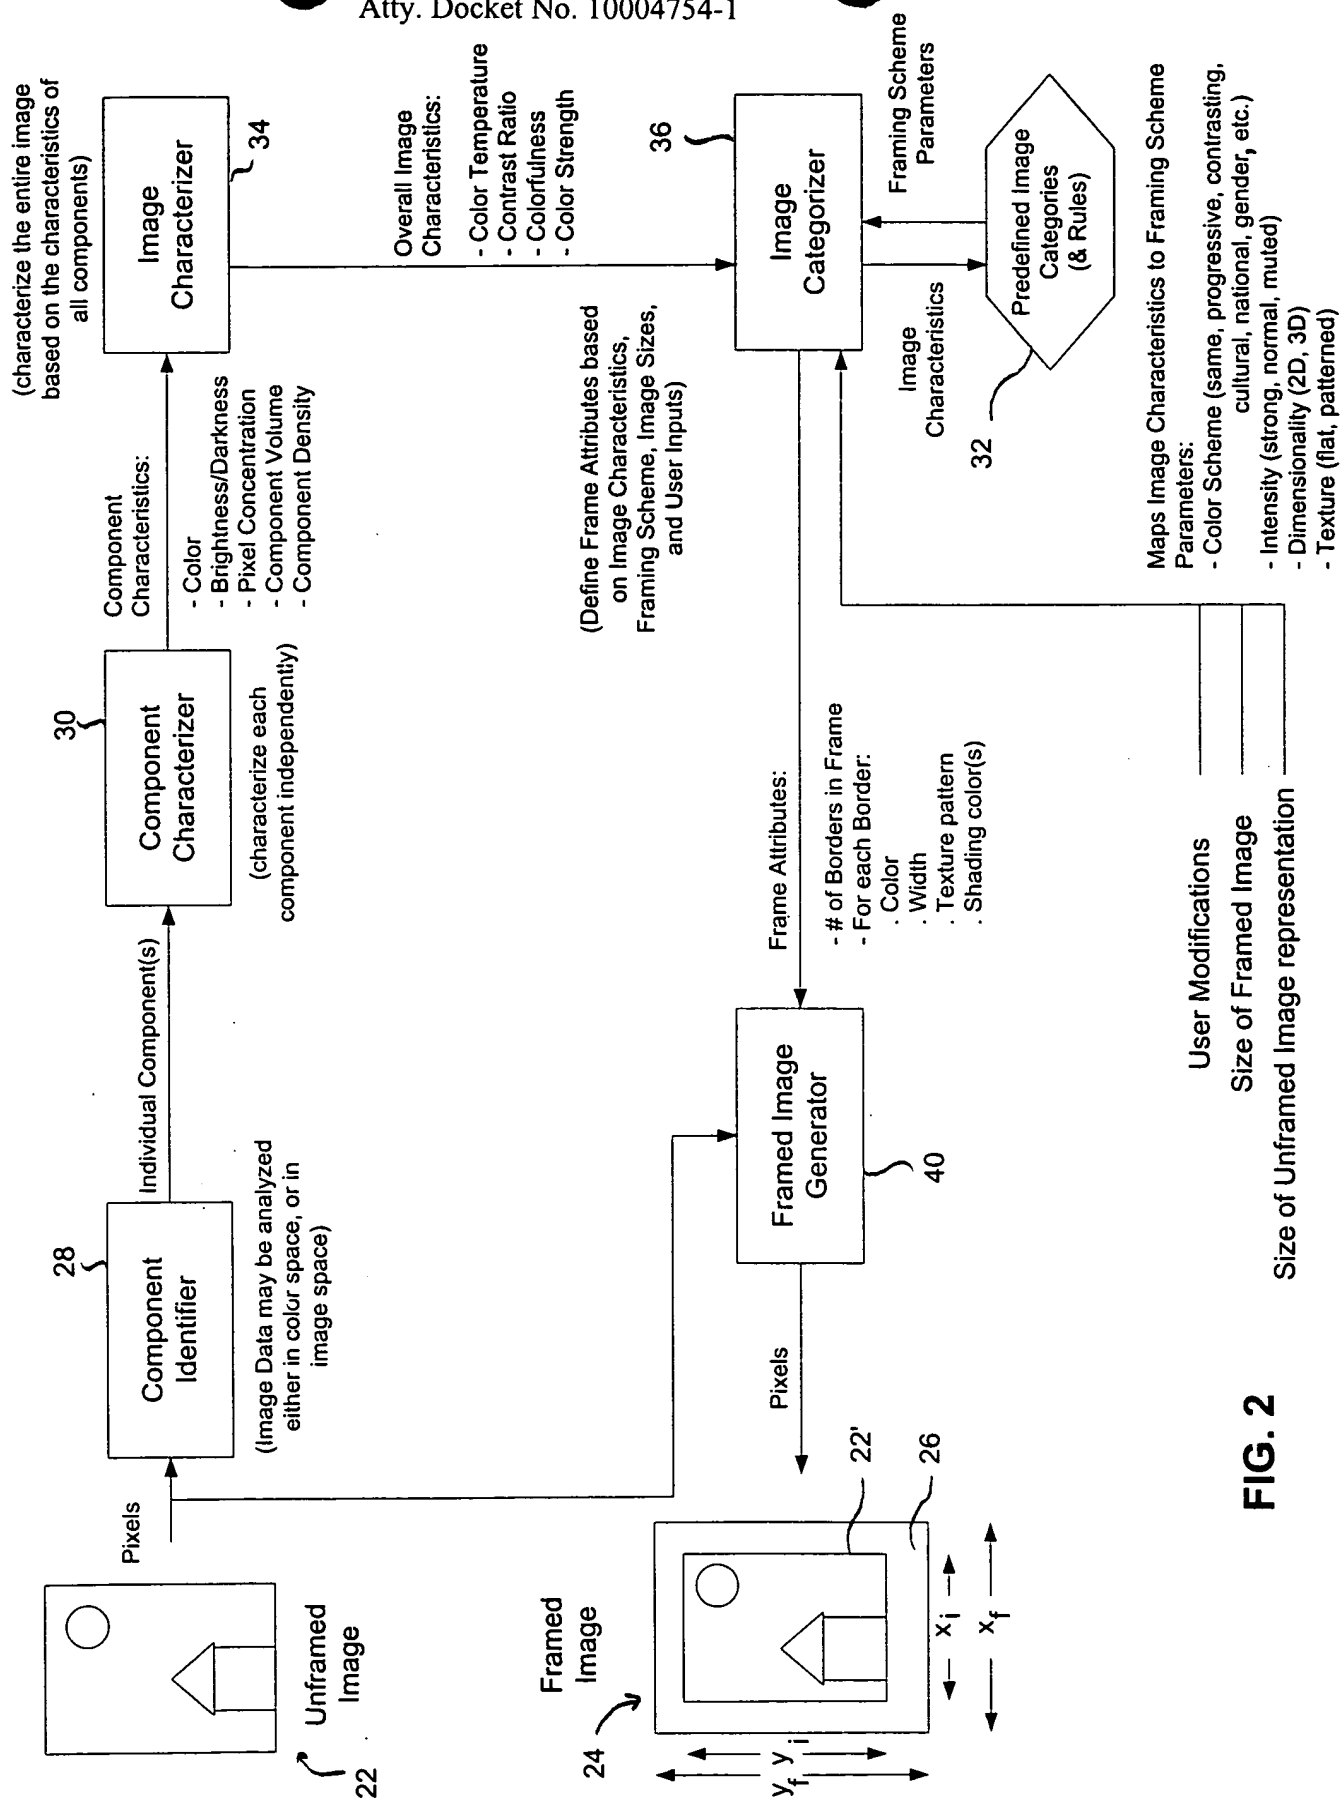 Atty. Docket No. 10004754-1
Pixels
28
Component
Identifier
(Image Data may be analyzed
either in color space, or in
image space)
Individual Component(s)
30
Component
Characterizer
(characterize each
component independently)
Component
Characteristics:
- Color
- Brightness/Darkness
- Pixel Concentration
- Component Volume
- Component Density
(characterize the entire image
based on the characteristics of
all components)
Image
Characterizer
34
Unframed
Image
22
Overall Image
Characteristics:
- Color Temperature
- Contrast Ratio
- Colorfulness
- Color Strength
(Define Frame Attributes based
on Image Characteristics,
Framing Scheme, Image Sizes,
and User Inputs)
36
Image
Categorizer
Framing Scheme
Parameters
Image
Characteristics
Predefined Image
Categories
(& Rules)
32
Frame Attributes:
- # of Borders in Frame
- For each Border:
. Color
. Width
. Texture pattern
. Shading color(s)
Framed Image
Generator
40
Pixels
Framed
Image
24
22'
26
yf
yi
xi
xf
Maps Image Characteristics to Framing Scheme
Parameters:
- Color Scheme (same, progressive, contrasting,
cultural, national, gender, etc.)
- Intensity (strong, normal, muted)
- Dimensionality (2D, 3D)
- Texture (flat, patterned)
User Modifications
Size of Framed Image
Size of Unframed Image representation
FIG. 2